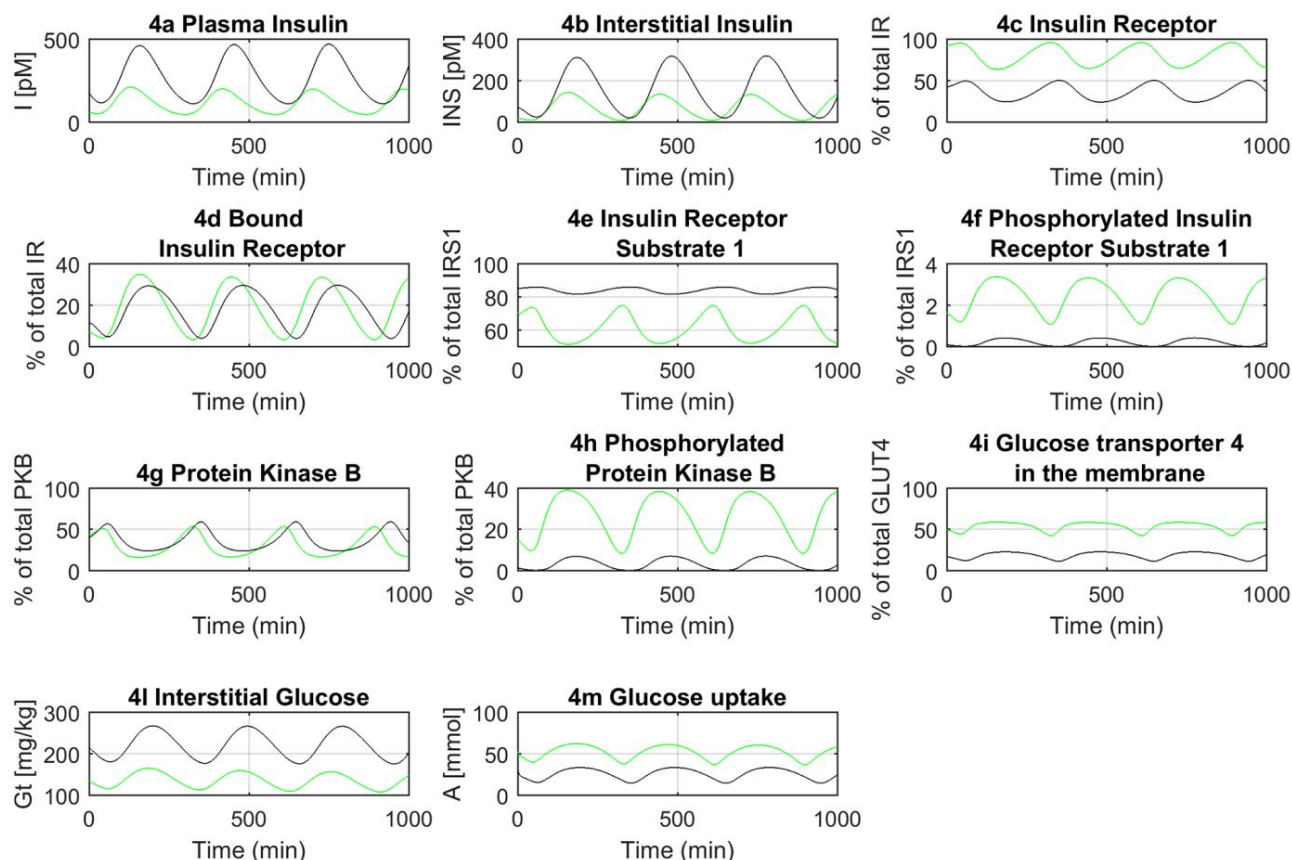 4a Plasma Insulin
I [pM]
500
0
0 500 1000
Time (min)
4b Interstitial Insulin
INS [pM]
400
200
0
0 500 1000
Time (min)
4c Insulin Receptor
% of total IR
100
50
0
0 500 1000
Time (min)
4d Bound
Insulin Receptor
% of total IR
40
20
0
0 500 1000
Time (min)
4e Insulin Receptor
Substrate 1
% of total IRS1
100
80
60
0 500 1000
Time (min)
4f Phosphorylated Insulin
Receptor Substrate 1
% of total IRS1
4
2
0
0 500 1000
Time (min)
4g Protein Kinase B
% of total PKB
100
50
0
0 500 1000
Time (min)
4h Phosphorylated
Protein Kinase B
% of total PKB
40
20
0
0 500 1000
Time (min)
4i Glucose transporter 4
in the membrane
% of total GLUT4
100
50
0
0 500 1000
Time (min)
4l Interstitial Glucose
Gt [mg/kg]
300
200
100
0 500 1000
Time (min)
4m Glucose uptake
A [mmol]
100
50
0
0 500 1000
Time (min)